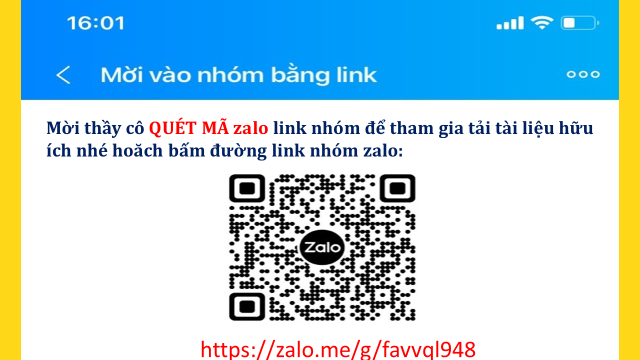 16:01
Mời vào nhóm bằng link
Mời thầy cô QUÉT MÃ zalo link nhóm để tham gia tải tài liệu hữu
ích nhé hoăch bấm đường link nhóm zalo:
Zalo
https://zalo.me/g/favvql948